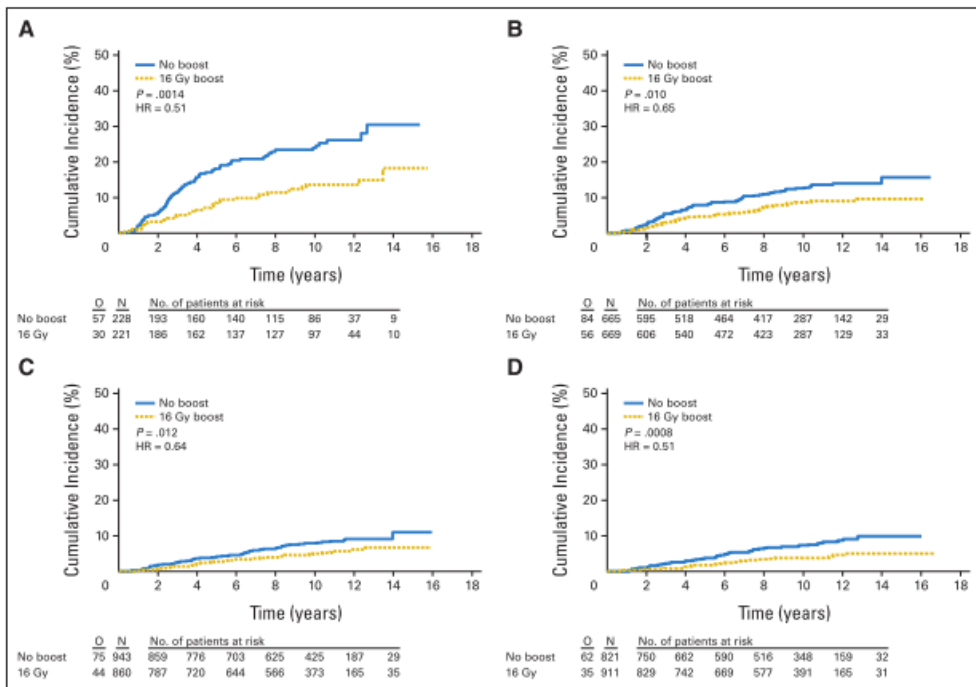 A
Cumulative Incidence (%)
50
40
30
20
10
No boost
16 Gy boost
P = .0014
HR = 0.51
2 4 6 8 10 12 14 16 18
Time (years)
O N No. of patients at risk
No boost 57 228 193 160 140 115 86 37 9
16 Gy 30 221 186 162 137 127 97 44 10
B
Cumulative Incidence (%)
50
40
30
20
10
No boost
16 Gy boost
P = .010
HR = 0.65
2 4 6 8 10 12 14 16 18
Time (years)
O N No. of patients at risk
No boost 84 665 595 518 464 417 287 142 29
16 Gy 56 669 606 540 472 423 287 129 33
C
Cumulative Incidence (%)
50
40
30
20
10
No boost
16 Gy boost
P = .012
HR = 0.64
2 4 6 8 10 12 14 16 18
Time (years)
O N No. of patients at risk
No boost 75 943 859 776 703 625 425 187 29
16 Gy 44 860 787 720 644 566 373 165 35
D
Cumulative Incidence (%)
50
40
30
20
10
No boost
16 Gy boost
P = .0008
HR = 0.51
2 4 6 8 10 12 14 16 18
Time (years)
O N No. of patients at risk
No boost 62 821 750 662 590 516 348 159 32
16 Gy 35 911 829 742 669 577 391 165 31